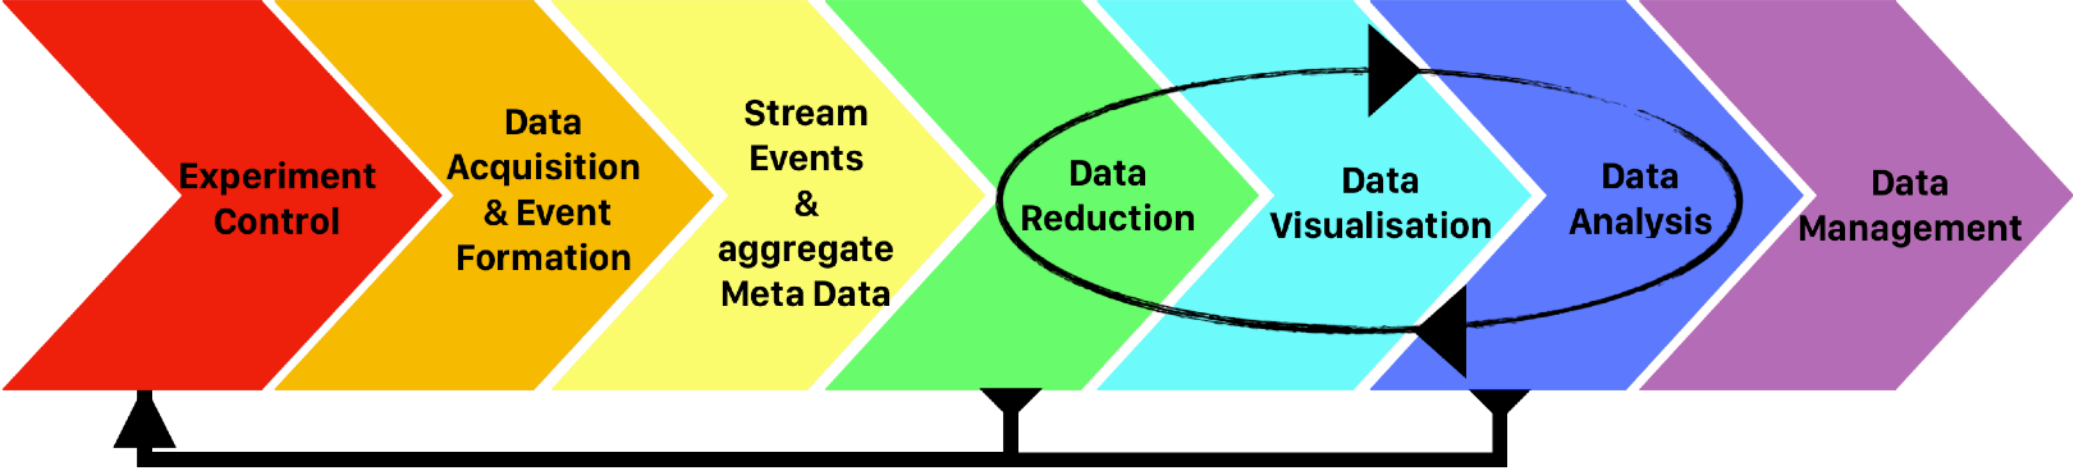 Experiment
Control
Data
Acquisition
& Event
Formation
Stream
Events
&
aggregate
Meta Data
Data
Reduction
Data
Visualisation
Data
Analysis
Data
Management